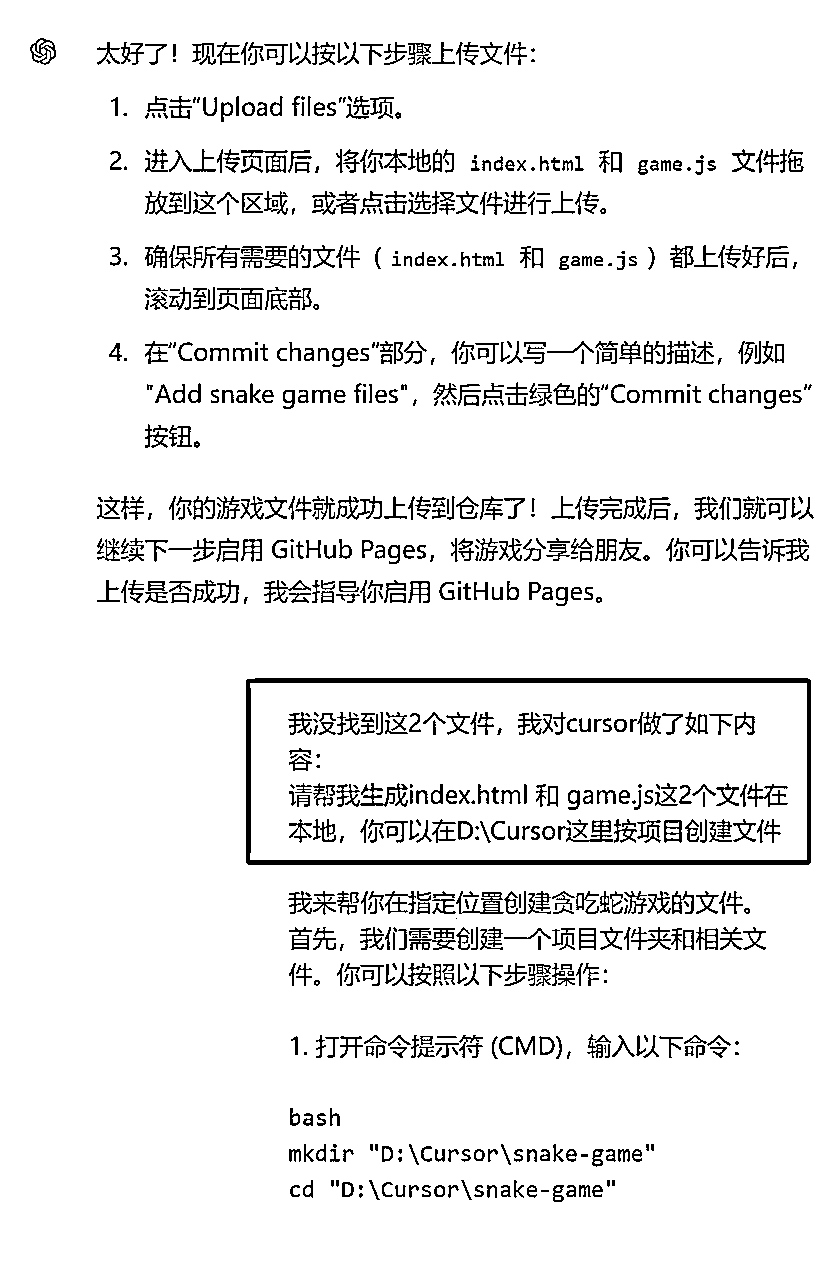 太好了！现在你可以按以下步骤上传文件：
1. 点击“Upload files”选项。
2. 进入上传页面后，将你本地的 index.html 和 game.js 文件拖
放到这个区域，或者点击选择文件进行上传。
3. 确保所有需要的文件（index.html 和 game.js）都上传好后，
滚动到页面底部。
4. 在“Commit changes”部分，你可以写一个简单的描述，例如
"Add snake game files"，然后点击绿色的“Commit changes”
按钮。
这样，你的游戏文件就成功上传到仓库了！上传完成后，我们就可以
继续下一步启用 GitHub Pages，将游戏分享给朋友。你可以告诉我
上传是否成功，我会指导你启用 GitHub Pages。
我没找到这2个文件，我对cursor做了如下内
容：
请帮我生成index.html 和 game.js这2个文件在
本地，你可以在D:\Cursor这里按项目创建文件
我来帮你在指定位置创建贪吃蛇游戏的文件。
首先，我们需要创建一个项目文件夹和相关文
件。你可以按照以下步骤操作：
1. 打开命令提示符 (CMD)，输入以下命令：
bash
mkdir "D:\Cursor\snake-game"
cd "D:\Cursor\snake-game"